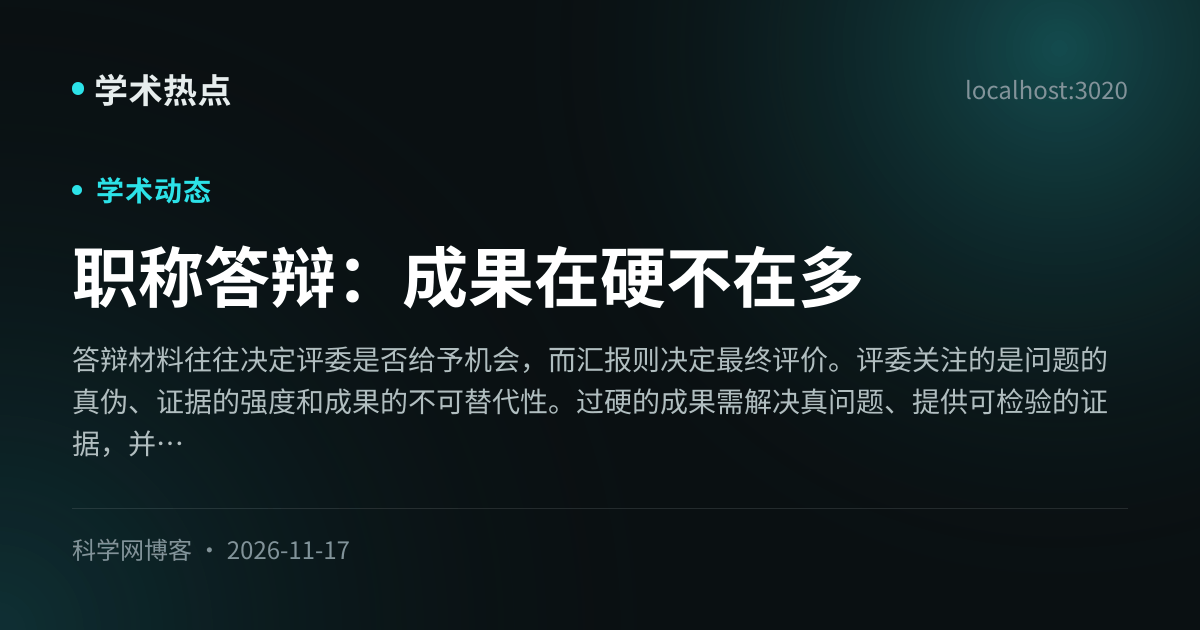 学术热点
localhost:3020
学术动态
职称答辩：成果在硬不在多
答辩材料往往决定评委是否给予机会，而汇报则决定最终评价。评委关注的是问题的
真伪、证据的强度和成果的不可替代性。过硬的成果需解决真问题、提供可检验的证
据，并…
科学网博客 · 2026-11-17